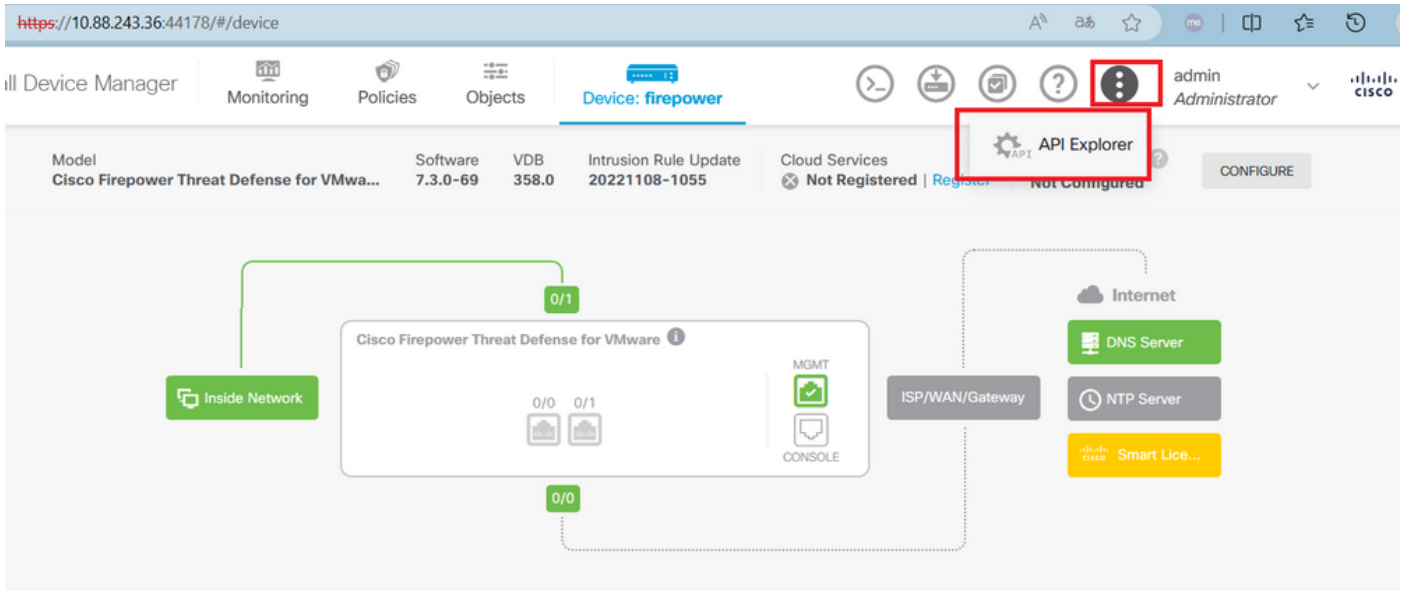 https://10.88.243.36:44178/#/device
ll Device Manager
Monitoring
Policies
Objects
Device: firepower
admin
Administrator
CISCO
API
API Explorer
Model
Cisco Firepower Threat Defense for VMwa...
Software
7.3.0-69
VDB
358.0
Intrusion Rule Update
20221108-1055
Cloud Services
Not Registered | Register
Not Configured
CONFIGURE
0/1
Internet
Cisco Firepower Threat Defense for VMware
DNS Server
MGMT
Inside Network
0/0 0/1
ISP/WAN/Gateway
NTP Server
CONSOLE
CISCO Smart Lice...
0/0